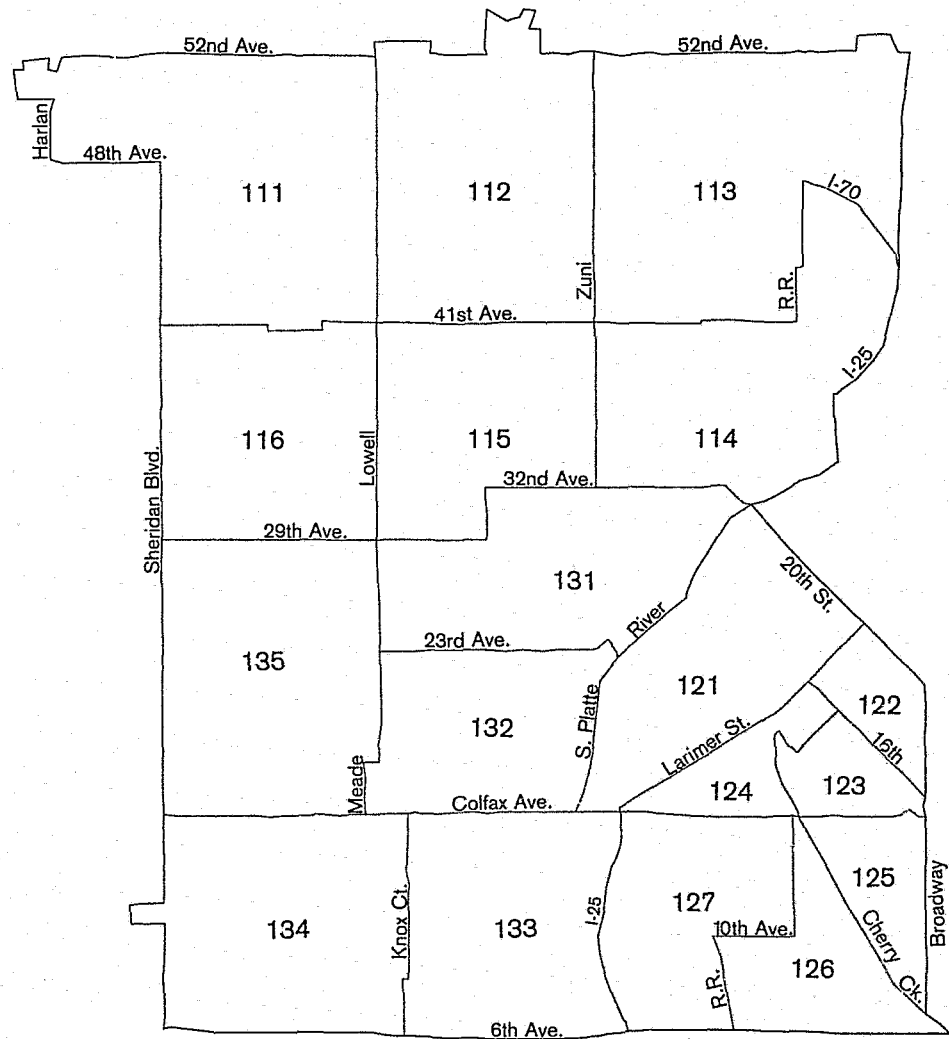 52nd Ave.
52nd Ave.
Harlan
48th Ave.
111
112
113
I-70
Zuni
R.R.
41st Ave.
I-25
116
115
114
Sheridan Blvd.
Lowell
32nd Ave.
29th Ave.
131
20th St.
River
23rd Ave.
135
121
122
S. Platte
132
Larimer St.
16th
Meade
124
123
Colfax Ave.
125
127
Knox Ct.
I-25
134
133
10th Ave.
Broadway
Cherry Ck.
126
R.R.
6th Ave.